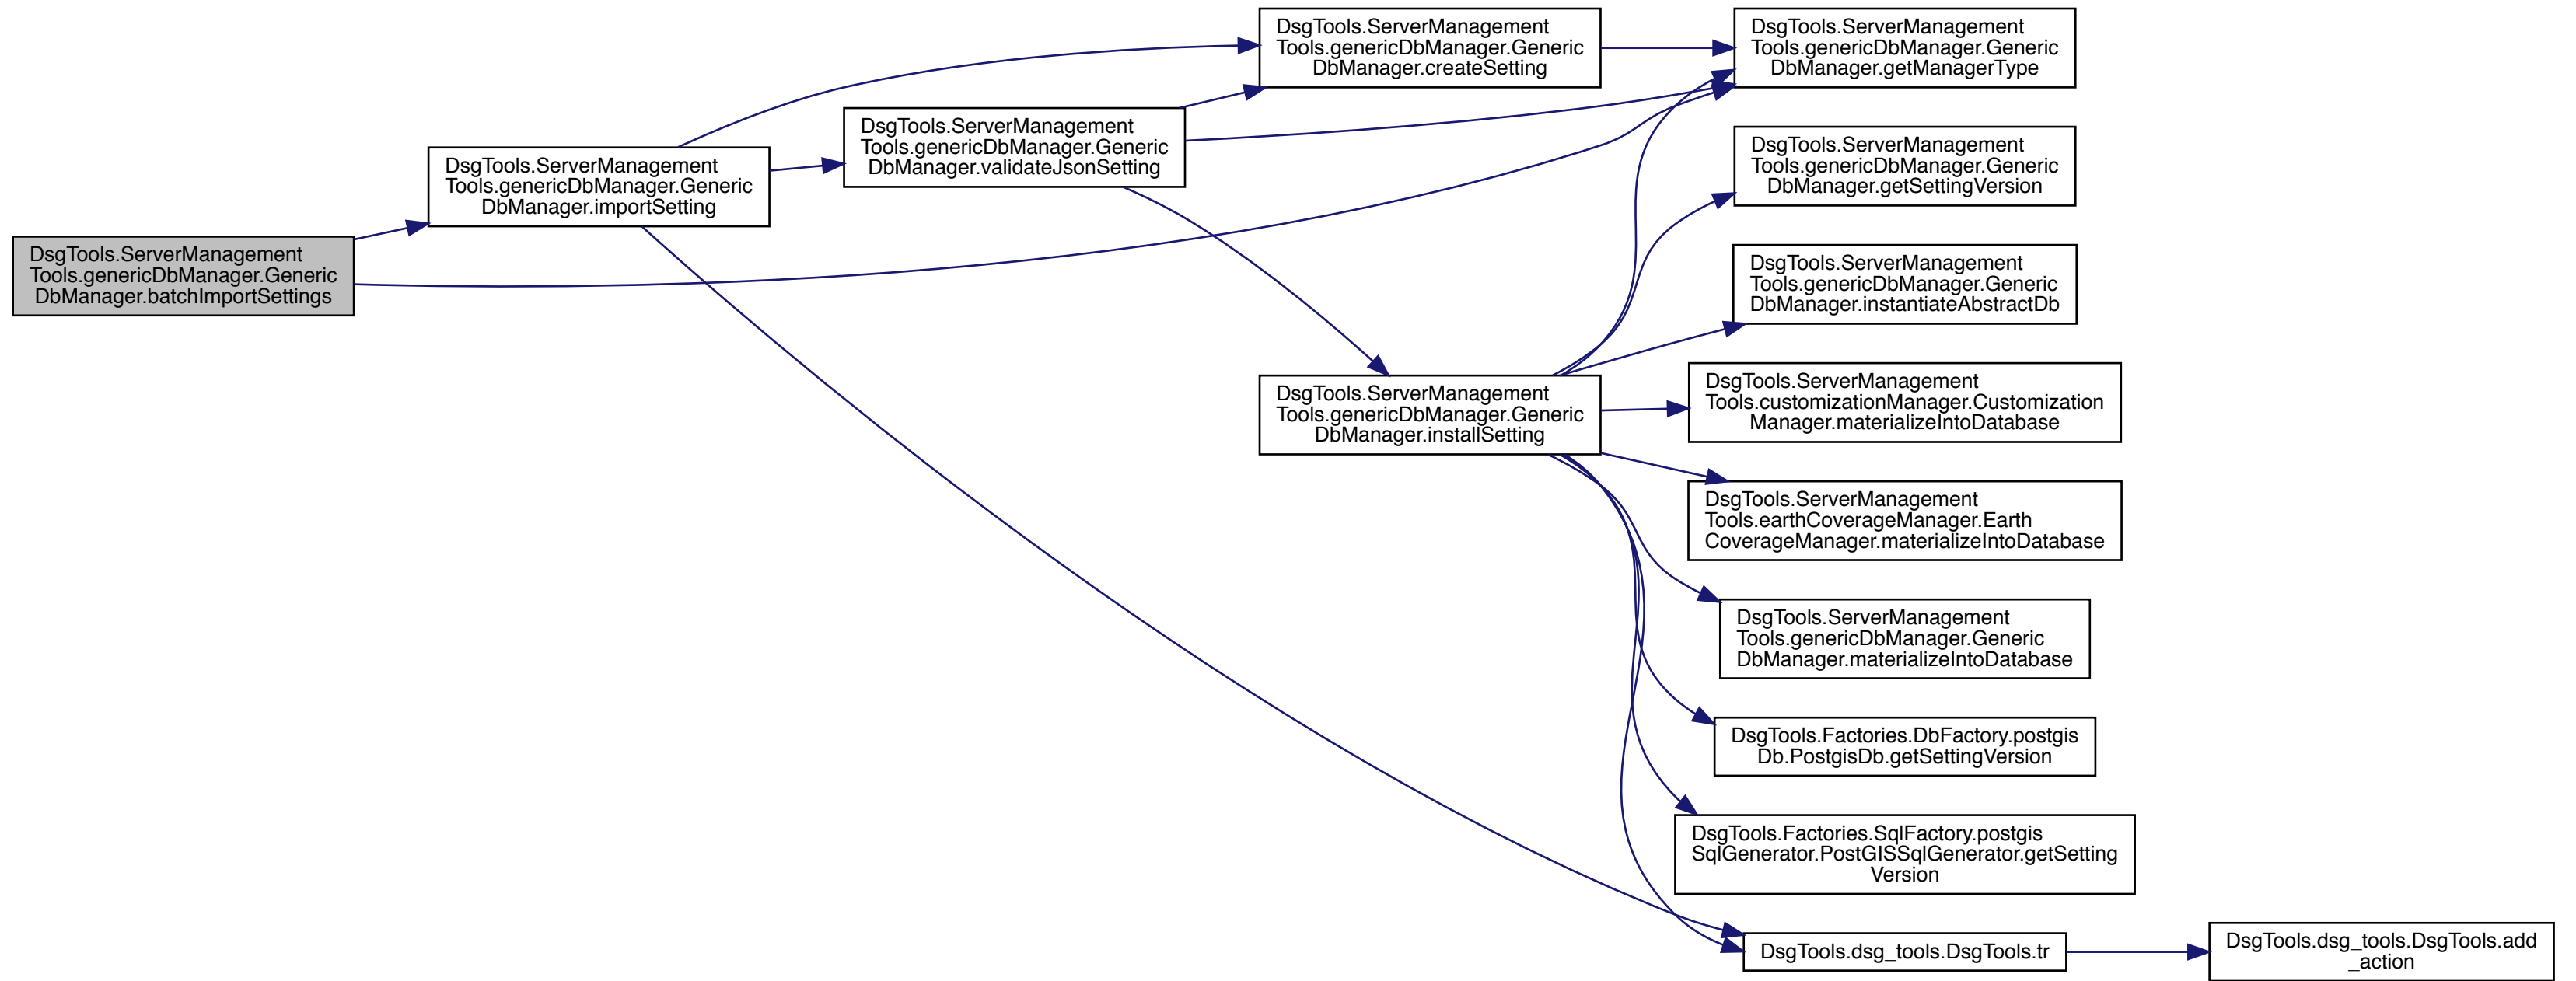 DsgTools.ServerManagement
Tools.genericDbManager.Generic
DbManager.batchImportSettings
DsgTools.ServerManagement
Tools.genericDbManager.Generic
DbManager.importSetting
DsgTools.ServerManagement
Tools.genericDbManager.Generic
DbManager.validateJsonSetting
DsgTools.ServerManagement
Tools.genericDbManager.Generic
DbManager.createSetting
DsgTools.ServerManagement
Tools.genericDbManager.Generic
DbManager.installSetting
DsgTools.ServerManagement
Tools.genericDbManager.Generic
DbManager.getManagerType
DsgTools.ServerManagement
Tools.genericDbManager.Generic
DbManager.getSettingVersion
DsgTools.ServerManagement
Tools.genericDbManager.Generic
DbManager.instantiateAbstractDb
DsgTools.ServerManagement
Tools.customizationManager.Customization
Manager.materializeIntoDatabase
DsgTools.ServerManagement
Tools.earthCoverageManager.Earth
CoverageManager.materializeIntoDatabase
DsgTools.ServerManagement
Tools.genericDbManager.Generic
DbManager.materializeIntoDatabase
DsgTools.Factories.DbFactory.postgis
Db.PostgisDb.getSettingVersion
DsgTools.Factories.SqlFactory.postgis
SqlGenerator.PostGISSqlGenerator.getSetting
Version
DsgTools.dsg_tools.DsgTools.tr
DsgTools.dsg_tools.DsgTools.add
_action